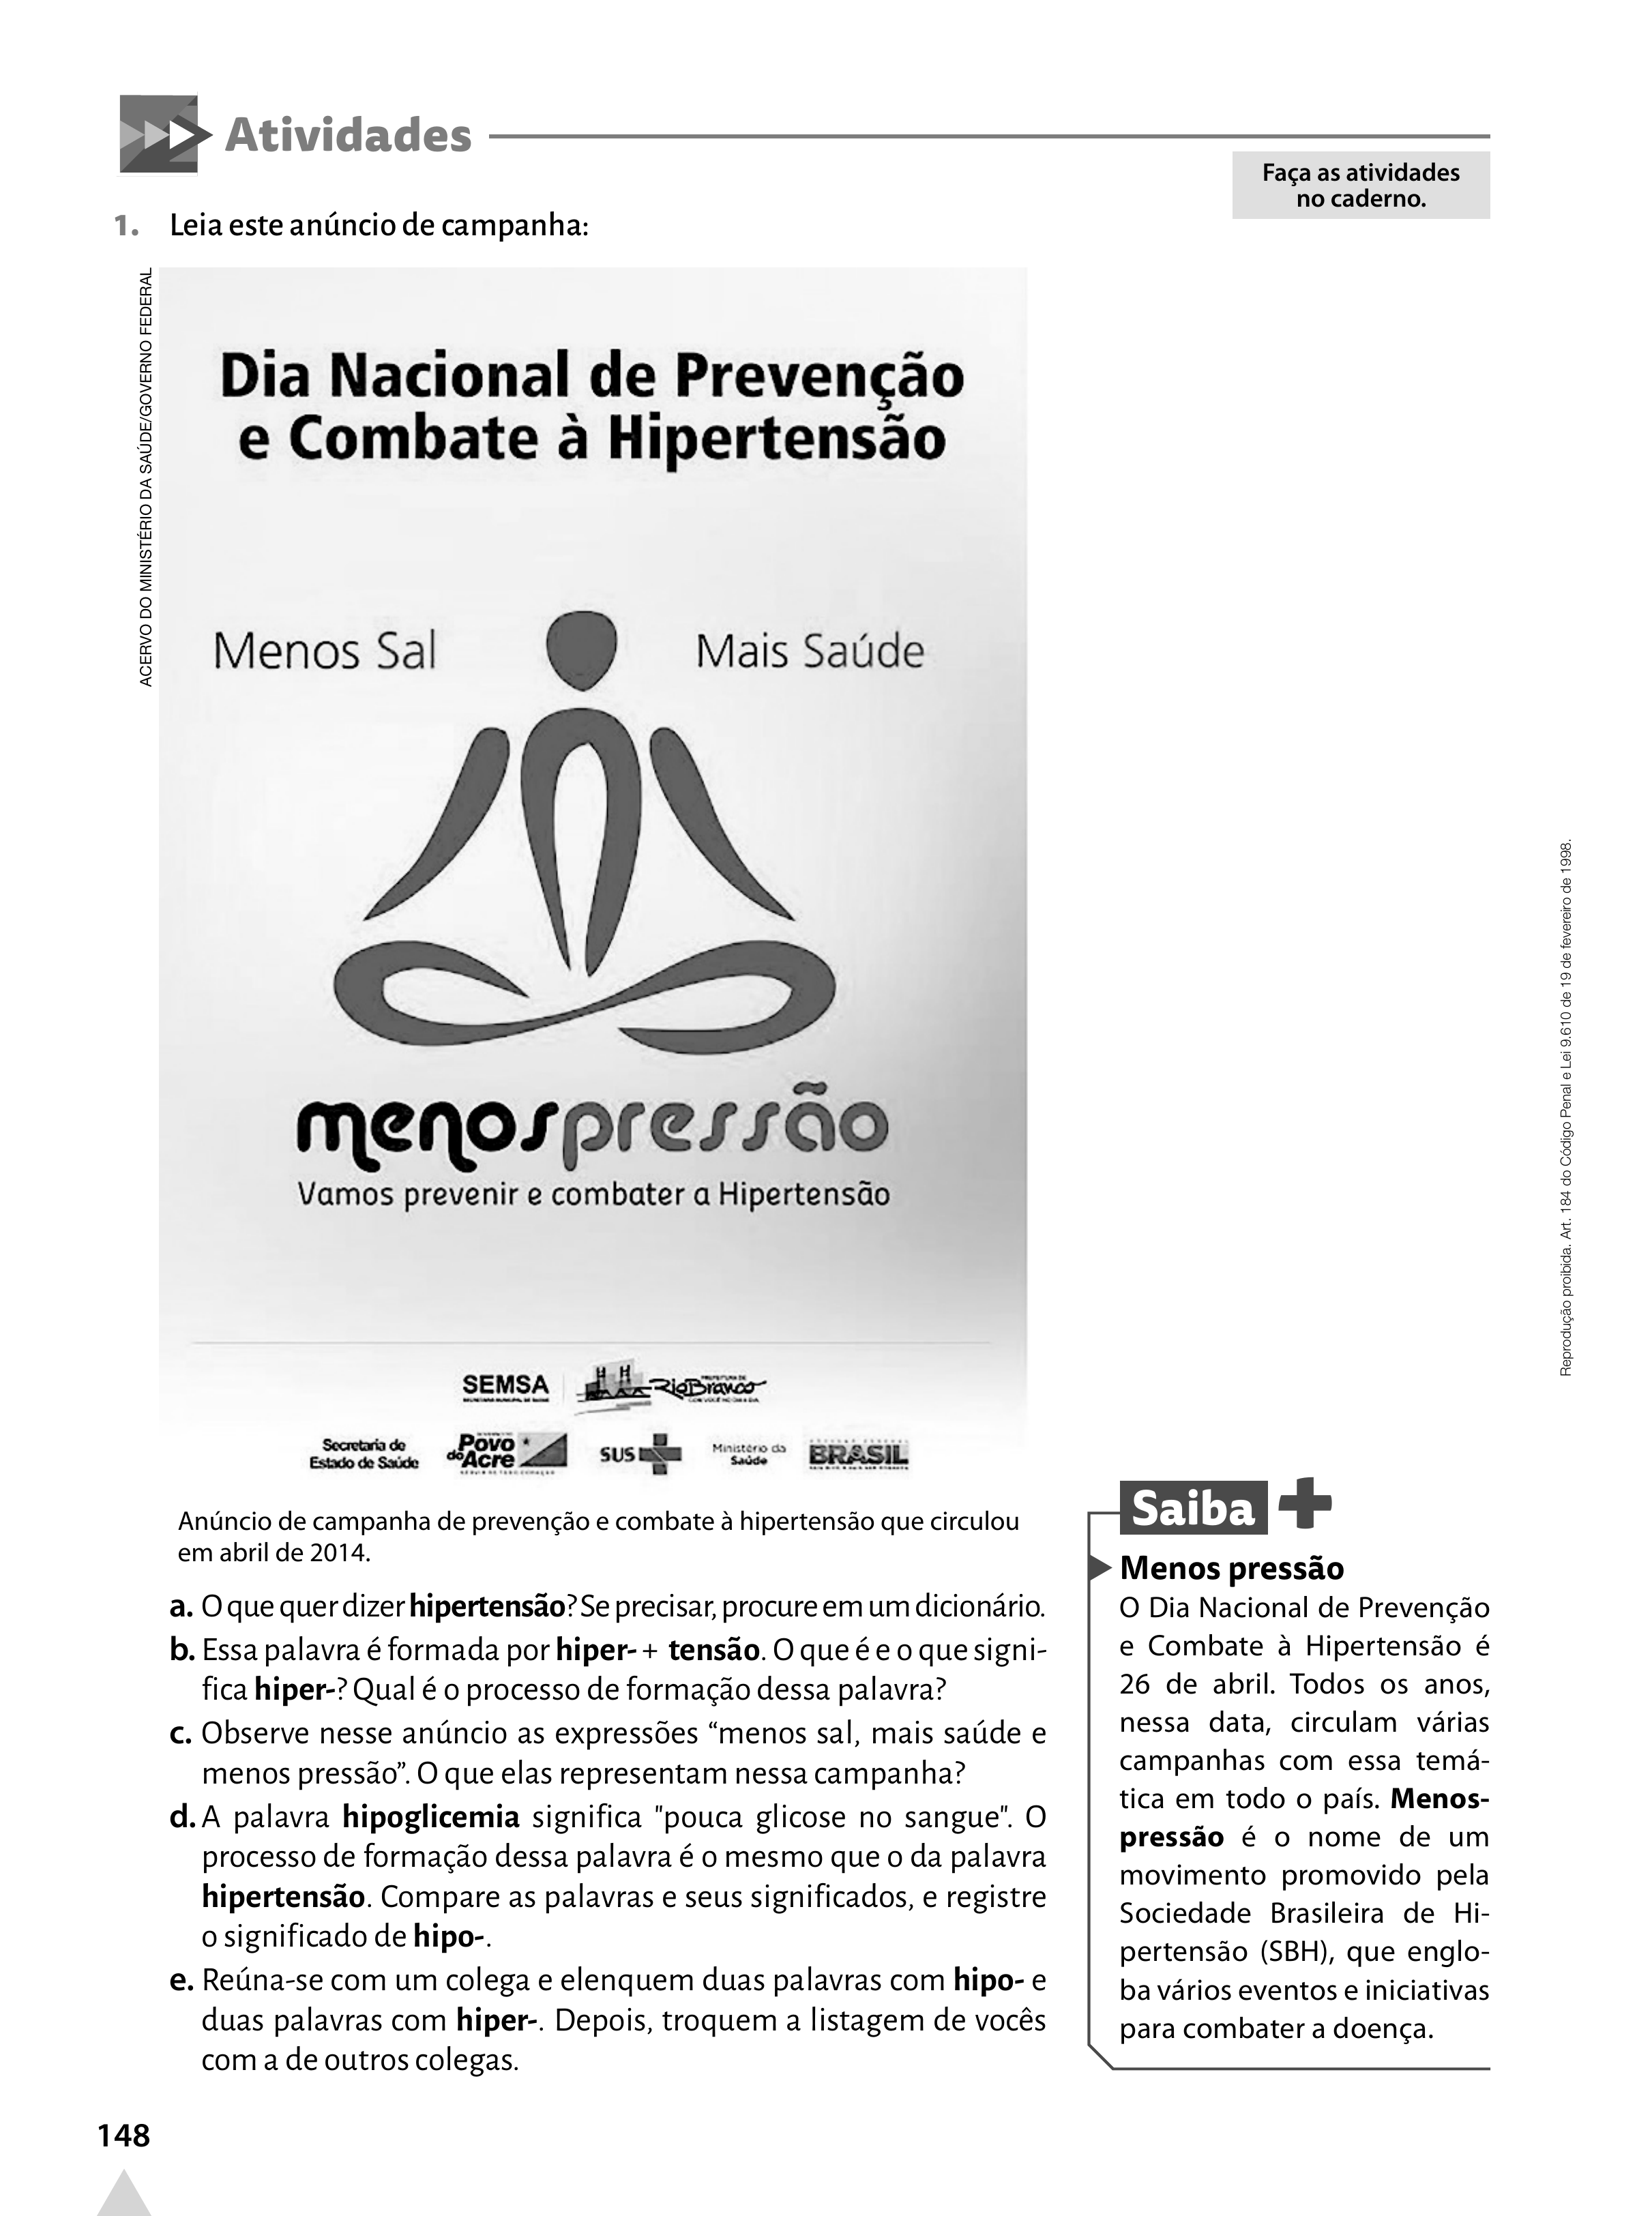 Atividades
Faça as atividades
no caderno.
1. Leia este anúncio de campanha:
ACERVO DO MINISTÉRIO DA SAÚDE/GOVERNO FEDERAL
Dia Nacional de Prevenção
e Combate à Hipertensão
Menos Sal
Mais Saúde
menospressão
Vamos prevenir e combater a Hipertensão
SEMSA
PREFEITURA DE
RioBranco
Secretaria de
Estado de Saúde
Povo
do Acre
SUS
Ministério da
Saúde
BRASIL
Anúncio de campanha de prevenção e combate à hipertensão que circulou
em abril de 2014.
a. O que quer dizer hipertensão? Se precisar, procure em um dicionário.
b. Essa palavra é formada por hiper- + tensão. O que é e o que signi-
fica hiper-? Qual é o processo de formação dessa palavra?
c. Observe nesse anúncio as expressões “menos sal, mais saúde e
menos pressão”. O que elas representam nessa campanha?
d. A palavra hipoglicemia significa "pouca glicose no sangue". O
processo de formação dessa palavra é o mesmo que o da palavra
hipertensão. Compare as palavras e seus significados, e registre
o significado de hipo-.
e. Reúna-se com um colega e elenquem duas palavras com hipo- e
duas palavras com hiper-. Depois, troquem a listagem de vocês
com a de outros colegas.
Saiba +
Menos pressão
O Dia Nacional de Prevenção
e Combate à Hipertensão é
26 de abril. Todos os anos,
nessa data, circulam várias
campanhas com essa temá-
tica em todo o país. Menos-
pressão é o nome de um
movimento promovido pela
Sociedade Brasileira de Hi-
pertensão (SBH), que englo-
ba vários eventos e iniciativas
para combater a doença.
Reprodução proibida. Art. 184 do Código Penal e Lei 9.610 de 19 de fevereiro de 1998.
148